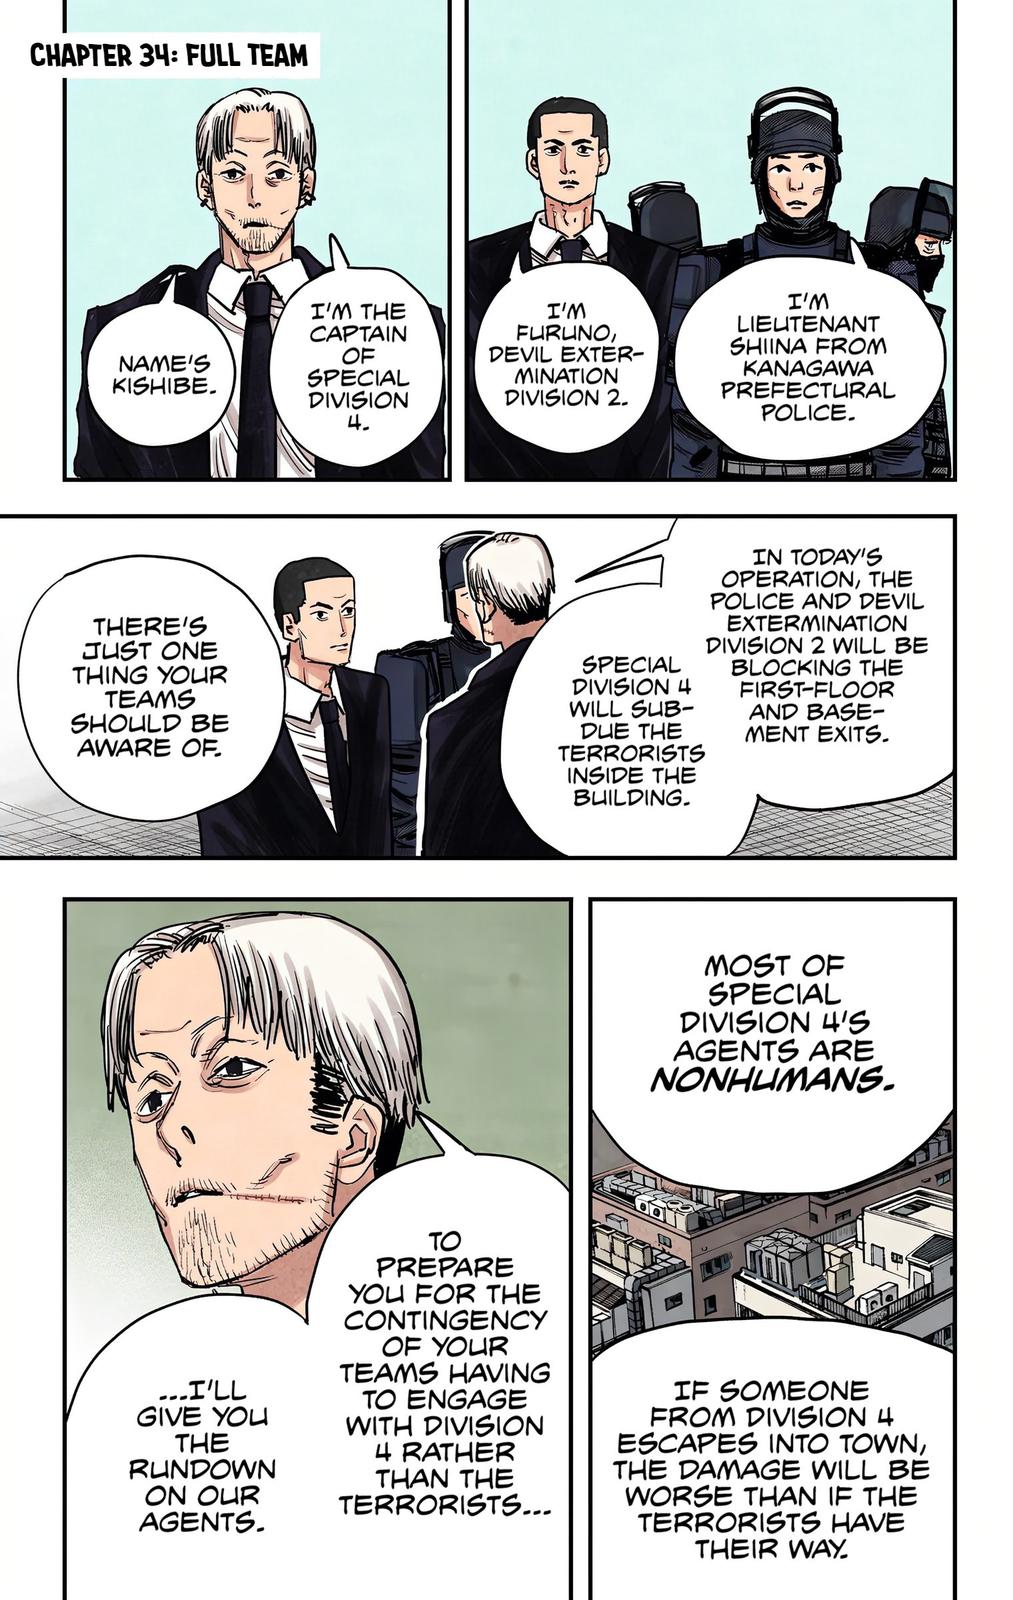 CHAPTER 34: FULL TEAM
I'M
LIEUTENANT
SHIINA FROM
KANAGAWA
PREFECTURAL
POLICE.
I'M
FURUNO,
DEVIL EXTER-
MINATION
DIVISION 2.
I'M THE
CAPTAIN
OF
SPECIAL
DIVISION
4.
NAME'S
KISHIBE.
IN TODAY'S
OPERATION, THE
POLICE AND DEVIL
EXTERMINATION
DIVISION 2 WILL BE
BLOCKING THE
FIRST-FLOOR
AND BASE-
MENT EXITS.
SPECIAL
DIVISION 4
WILL SUB-
DUE THE
TERRORISTS
INSIDE THE
BUILDING.
THERE'S
JUST ONE
THING YOUR
TEAMS
SHOULD BE
AWARE OF.
MOST OF
SPECIAL
DIVISION 4'S
AGENTS ARE
NONHUMANS.
IF SOMEONE
FROM DIVISION 4
ESCAPES INTO TOWN,
THE DAMAGE WILL BE
WORSE THAN IF THE
TERRORISTS HAVE
THEIR WAY.
TO
PREPARE
YOU FOR THE
CONTINGENCY
OF YOUR
TEAMS HAVING
TO ENGAGE
WITH DIVISION
4 RATHER
THAN THE
TERRORISTS...
...I'LL
GIVE YOU
THE
RUNDOWN
ON OUR
AGENTS.